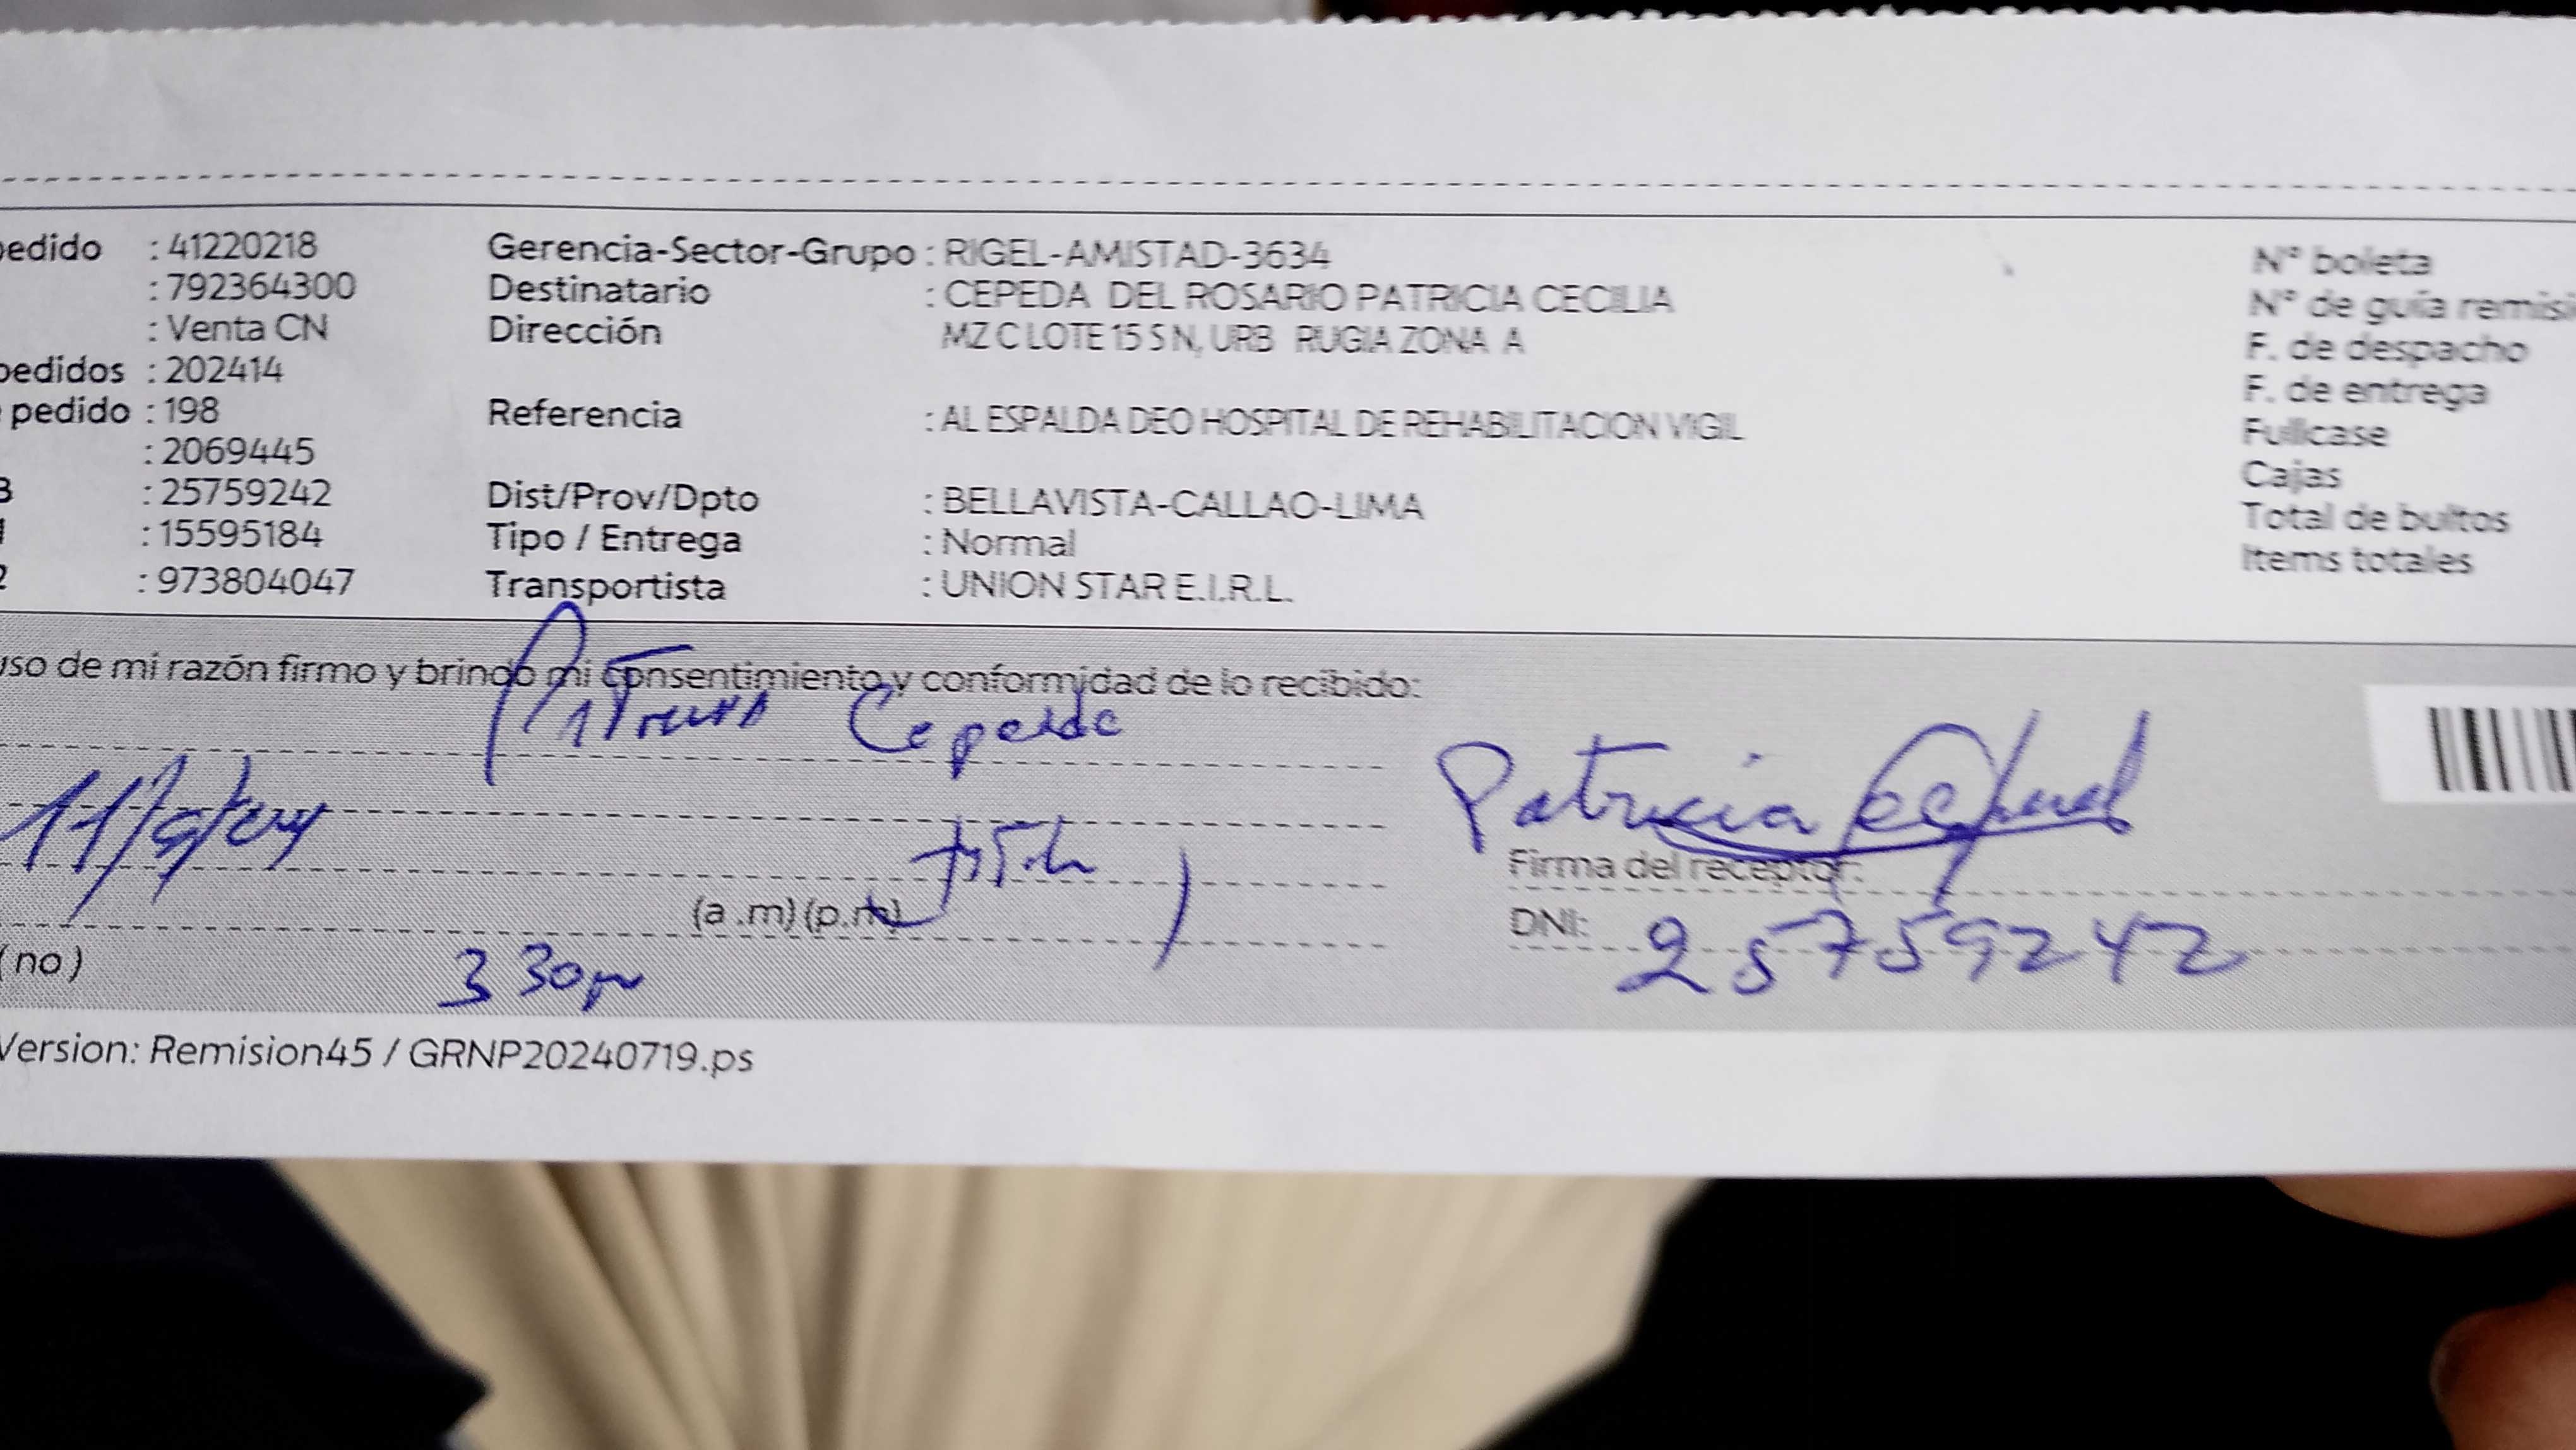 pedido : 41220218 Gerencia-Sector-Grupo : RIGEL-AMISTAD-3634 N° boleta
: 792364300 Destinatario : CEPEDA DEL ROSARIO PATRICIA CECILIA N° de guía remisi
: Venta CN Dirección MZ C LOTE 15 S N, URB RUGIA ZONA A F. de despacho
pedidos : 202414 F. de entrega
pedido : 198 Referencia : AL ESPALDA DEO HOSPITAL DE REHABILITACION VIGIL Fullcase
: 2069445 Cajas
: 25759242 Dist/Prov/Dpto : BELLAVISTA-CALLAO-LIMA Total de bultos
: 15595184 Tipo / Entrega : Normal Items totales
2 : 973804047 Transportista : UNION STAR E.I.R.L.
uso de mi razón firmo y brindo mi consentimiento y conformidad de lo recibido:
Cepeda
Patricia
Firma del receptor:
(a .m) (p.m)
DNI: 25759242
(no) 3 30p
Version: Remision45 / GRNP20240719.ps